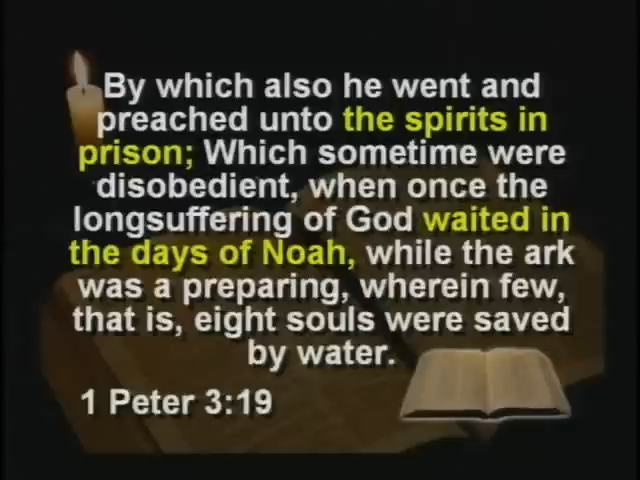 By which also he went and
preached unto the spirits in
prison; Which sometime were
disobedient, when once the
longsuffering of God waited in
the days of Noah, while the ark
was a preparing, wherein few,
that is, eight souls were saved
by water.
1 Peter 3:19